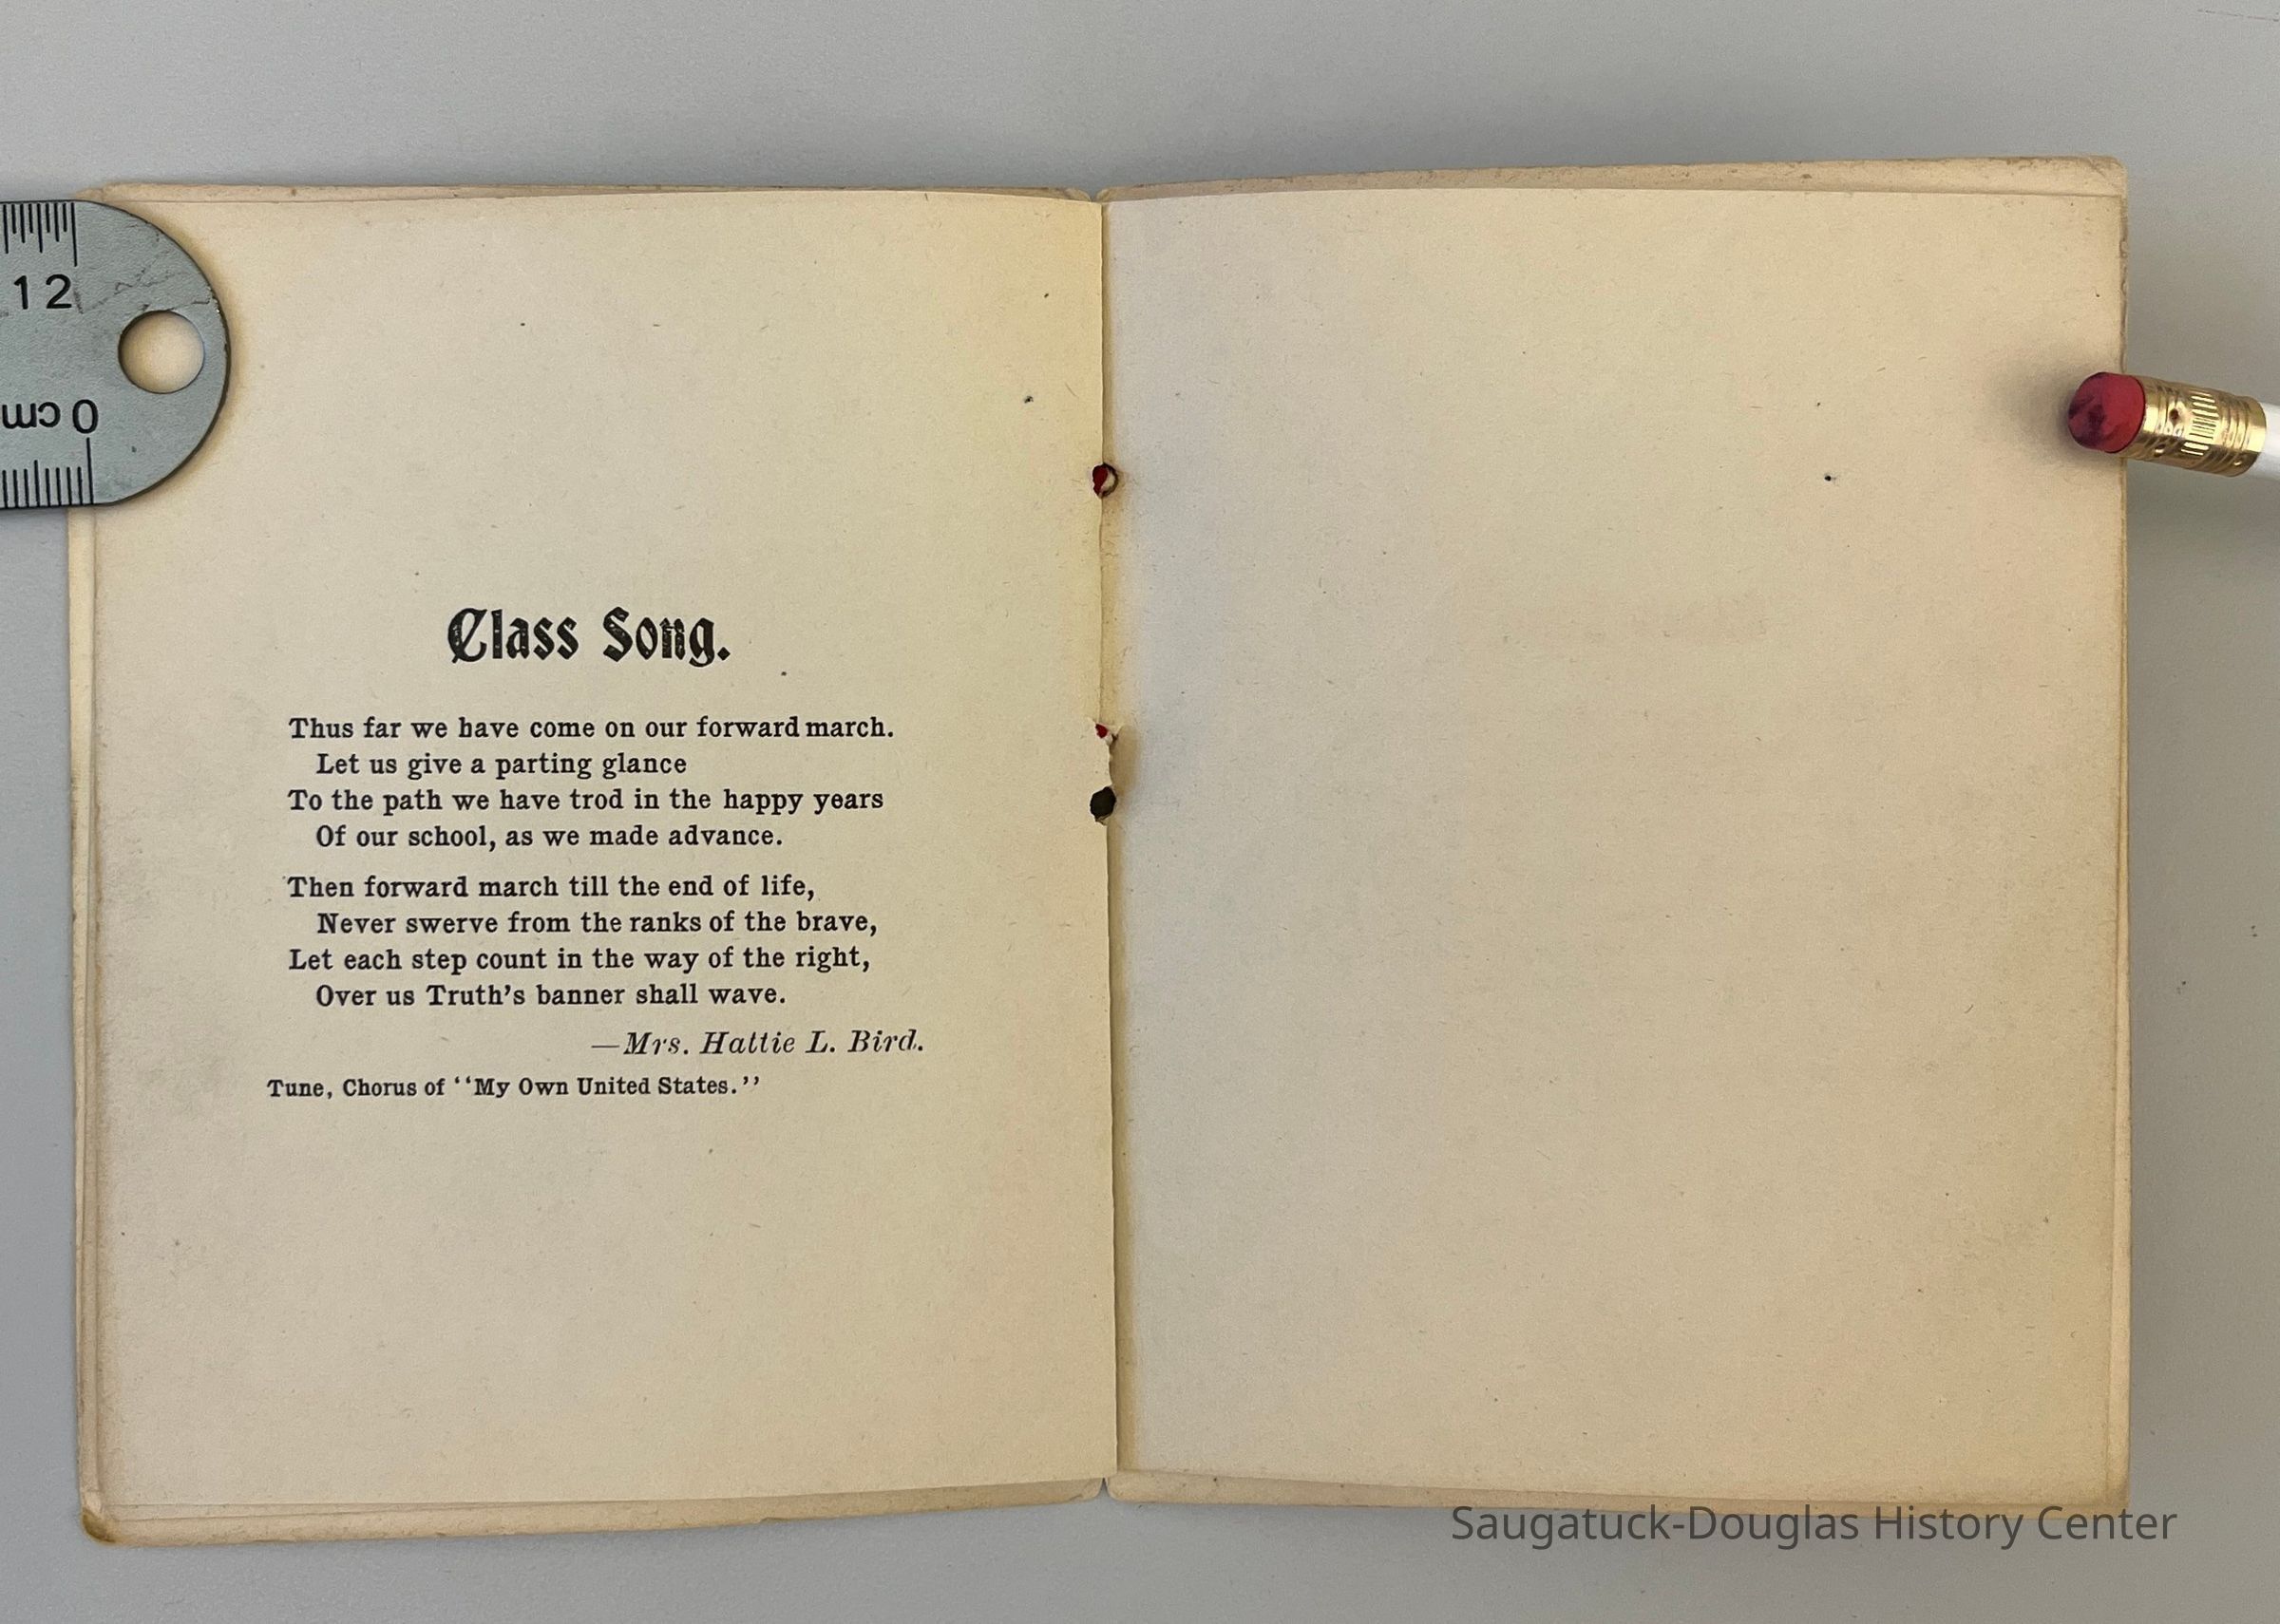 12
0 cm
Class Song.
Thus far we have come on our forward march.
Let us give a parting glance
To the path we have trod in the happy years
Of our school, as we made advance.
Then forward march till the end of life,
Never swerve from the ranks of the brave,
Let each step count in the way of the right,
Over us Truth's banner shall wave.
—Mrs. Hattie L. Bird.
Tune, Chorus of "My Own United States."
Saugatuck-Douglas History Center